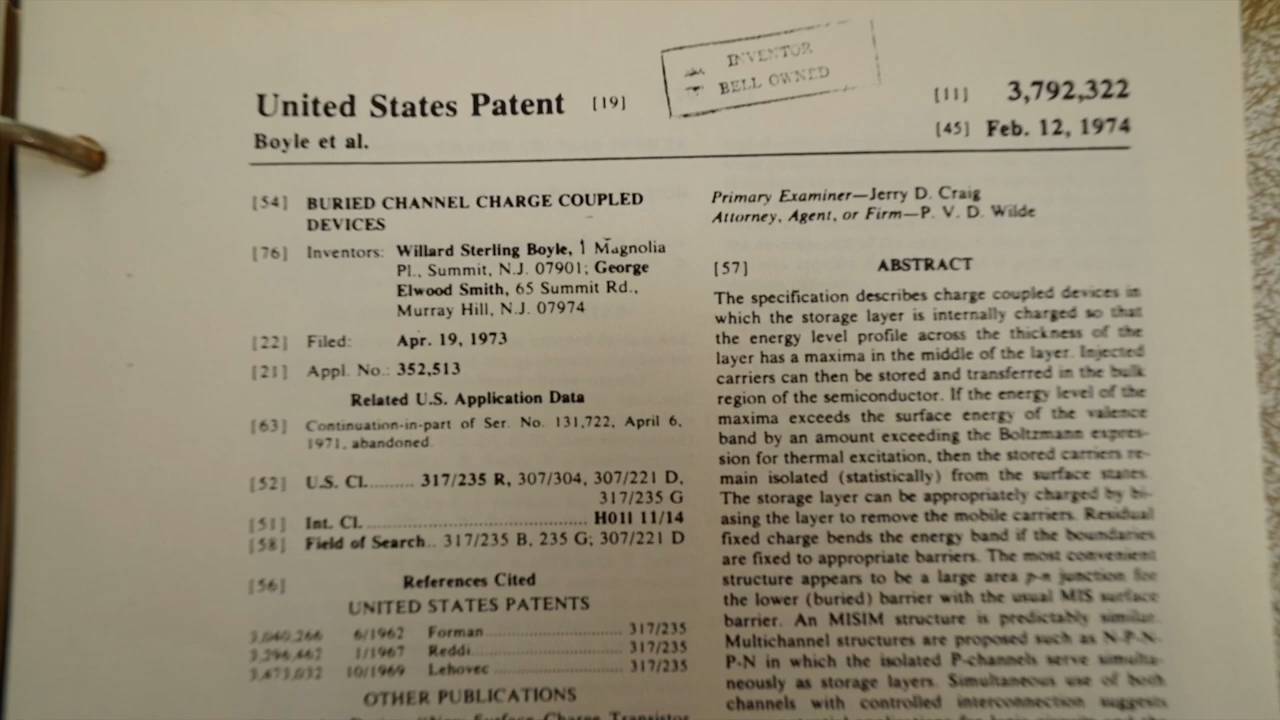 INVENTOR
BELL OWNED
United States Patent [19]
[11] 3,792,322
Boyle et al.
[45] Feb. 12, 1974
[54] BURIED CHANNEL CHARGE COUPLED
DEVICES
[76] Inventors: Willard Sterling Boyle, 1 Magnolia
Pl., Summit, N.J. 07901; George
Elwood Smith, 65 Summit Rd.,
Murray Hill, N.J. 07974
[22] Filed: Apr. 19, 1973
[21] Appl. No.: 352,513
Related U.S. Application Data
[63] Continuation-in-part of Ser. No. 131,722, April 6,
1971, abandoned.
[52] U.S. Cl......... 317/235 R, 307/304, 307/221 D,
317/235 G
[51] Int. Cl. ........................................ H01l 11/14
[58] Field of Search.. 317/235 B, 235 G; 307/221 D
[56] References Cited
UNITED STATES PATENTS
3,040,266 6/1962 Forman............................ 317/235
3,296,462 1/1967 Reddi............................... 317/235
3,473,032 10/1969 Lehovec .......................... 317/235
OTHER PUBLICATIONS
Surface Charge Transistor
Primary Examiner—Jerry D. Craig
Attorney, Agent, or Firm—P. V. D. Wilde
[57] ABSTRACT
The specification describes charge coupled devices in
which the storage layer is internally charged so that
the energy level profile across the thickness of the
layer has a maxima in the middle of the layer. Injected
carriers can then be stored and transferred in the bulk
region of the semiconductor. If the energy level of the
maxima exceeds the surface energy of the valence
band by an amount exceeding the Boltzmann expres-
sion for thermal excitation, then the stored carriers re-
main isolated (statistically) from the surface states.
The storage layer can be appropriately charged by bi-
asing the layer to remove the mobile carriers. Residual
fixed charge bends the energy band if the boundaries
are fixed to appropriate barriers. The most convenient
structure appears to be a large area p-n junction for
the lower (buried) barrier with the usual MIS surface
barrier. An MISIM structure is predictably similar.
Multichannel structures are proposed such as N-P-N-
P-N in which the isolated P-channels serve simulta-
neously as storage layers. Simultaneous use of both
channels with controlled interconnection suggests